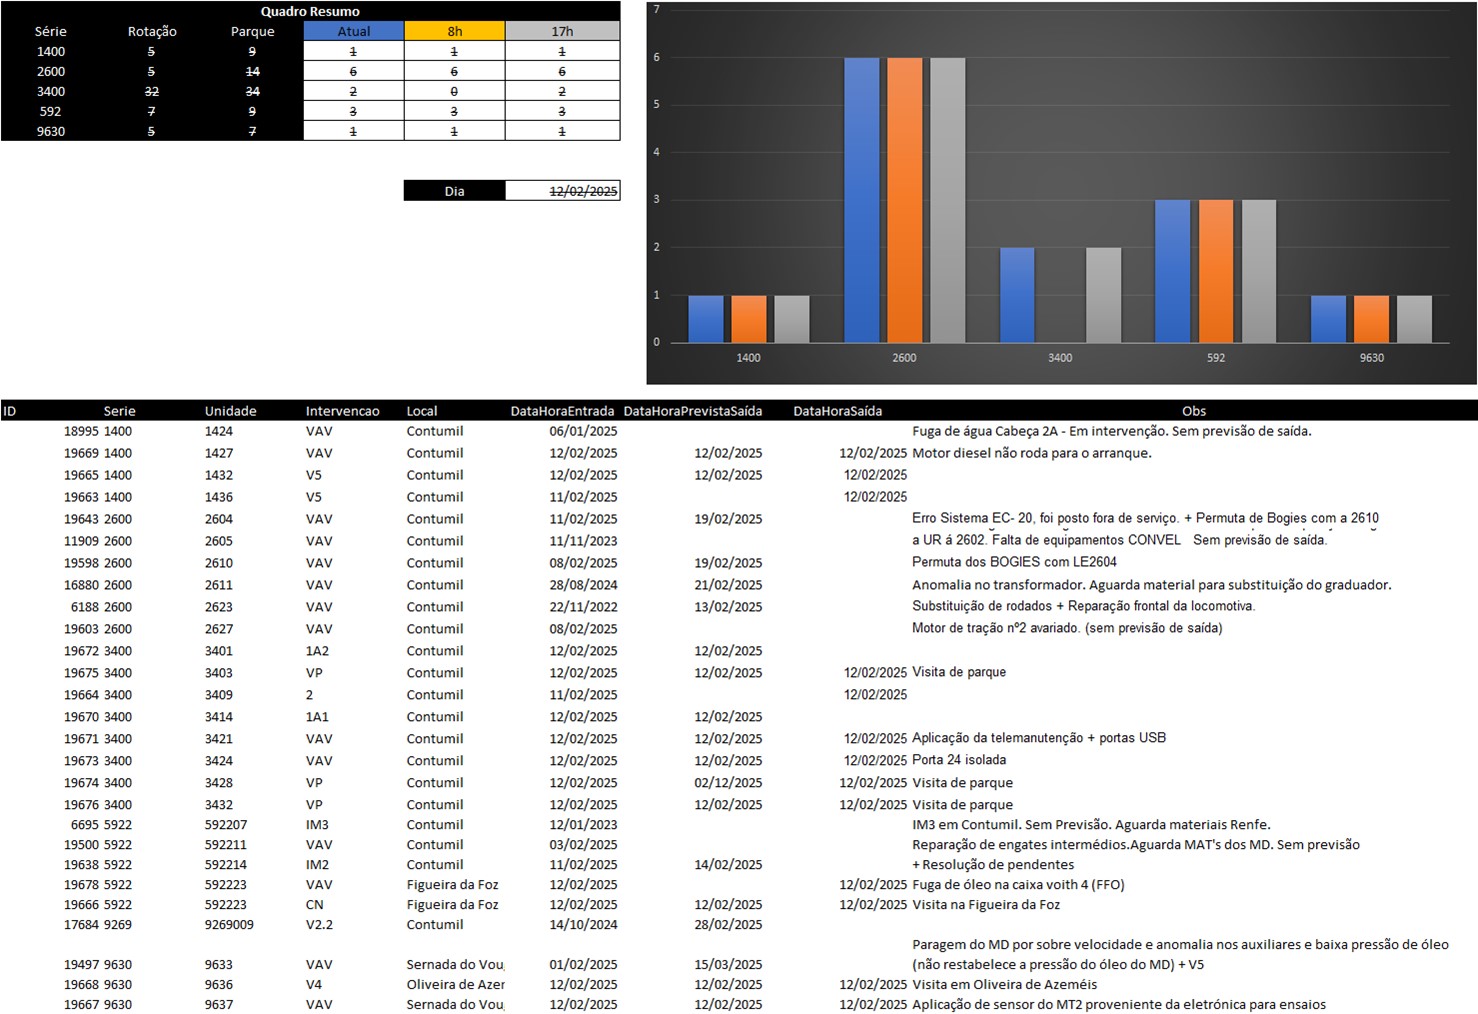 Quadro Resumo
Série Rotação Parque Atual 8h 17h
1400 5 9 1 1 1
2600 5 14 6 6 6
3400 32 34 2 0 2
592 7 9 3 3 3
9630 5 7 1 1 1
Dia 12/02/2025
7
6
5
4
3
2
1
0
1400 2600 3400 592 9630
ID Serie Unidade Intervencao Local DataHoraEntrada DataHoraPrevistaSaída DataHoraSaída Obs
18995 1400 1424 VAV Contumil 06/01/2025 Fuga de água Cabeça 2A - Em intervenção. Sem previsão de saída.
19669 1400 1427 VAV Contumil 12/02/2025 12/02/2025 12/02/2025 Motor diesel não roda para o arranque.
19665 1400 1432 V5 Contumil 12/02/2025 12/02/2025 12/02/2025
19663 1400 1436 V5 Contumil 11/02/2025 12/02/2025
19643 2600 2604 VAV Contumil 11/02/2025 19/02/2025 Erro Sistema EC- 20, foi posto fora de serviço. + Permuta de Bogies com a 2610
11909 2600 2605 VAV Contumil 11/11/2023 a UR á 2602. Falta de equipamentos CONVEL Sem previsão de saída.
19598 2600 2610 VAV Contumil 08/02/2025 19/02/2025 Permuta dos BOGIES com LE2604
16880 2600 2611 VAV Contumil 28/08/2024 21/02/2025 Anomalia no transformador. Aguarda material para substituição do graduador.
6188 2600 2623 VAV Contumil 22/11/2022 13/02/2025 Substituição de rodados + Reparação frontal da locomotiva.
19603 2600 2627 VAV Contumil 08/02/2025 Motor de tração nº2 avariado. (sem previsão de saída)
19672 3400 3401 1A2 Contumil 12/02/2025 12/02/2025
19675 3400 3403 VP Contumil 12/02/2025 12/02/2025 12/02/2025 Visita de parque
19664 3400 3409 2 Contumil 11/02/2025 12/02/2025
19670 3400 3414 1A1 Contumil 12/02/2025 12/02/2025
19671 3400 3421 VAV Contumil 12/02/2025 12/02/2025 12/02/2025 Aplicação da telemanutenção + portas USB
19673 3400 3424 VAV Contumil 12/02/2025 12/02/2025 12/02/2025 Porta 24 isolada
19674 3400 3428 VP Contumil 12/02/2025 02/12/2025 12/02/2025 Visita de parque
19676 3400 3432 VP Contumil 12/02/2025 12/02/2025 12/02/2025 Visita de parque
6695 5922 592207 IM3 Contumil 12/01/2023 IM3 em Contumil. Sem Previsão. Aguarda materiais Renfe.
19500 5922 592211 VAV Contumil 03/02/2025 Reparação de engates intermédios.Aguarda MAT's dos MD. Sem previsão
19638 5922 592214 IM2 Contumil 11/02/2025 14/02/2025 + Resolução de pendentes
19678 5922 592223 VAV Figueira da Foz 12/02/2025 12/02/2025 Fuga de óleo na caixa voith 4 (FFO)
19666 5922 592223 CN Figueira da Foz 12/02/2025 12/02/2025 12/02/2025 Visita na Figueira da Foz
17684 9269 9269009 V2.2 Contumil 14/10/2024 28/02/2025
Paragem do MD por sobre velocidade e anomalia nos auxiliares e baixa pressão de óleo
19497 9630 9633 VAV Sernada do Vou 01/02/2025 15/03/2025 (não restabelece a pressão do óleo do MD) + V5
19668 9630 9636 V4 Oliveira de Azer 12/02/2025 12/02/2025 12/02/2025 Visita em Oliveira de Azeméis
19667 9630 9637 VAV Sernada do Vou 12/02/2025 12/02/2025 12/02/2025 Aplicação de sensor do MT2 proveniente da eletrónica para ensaios